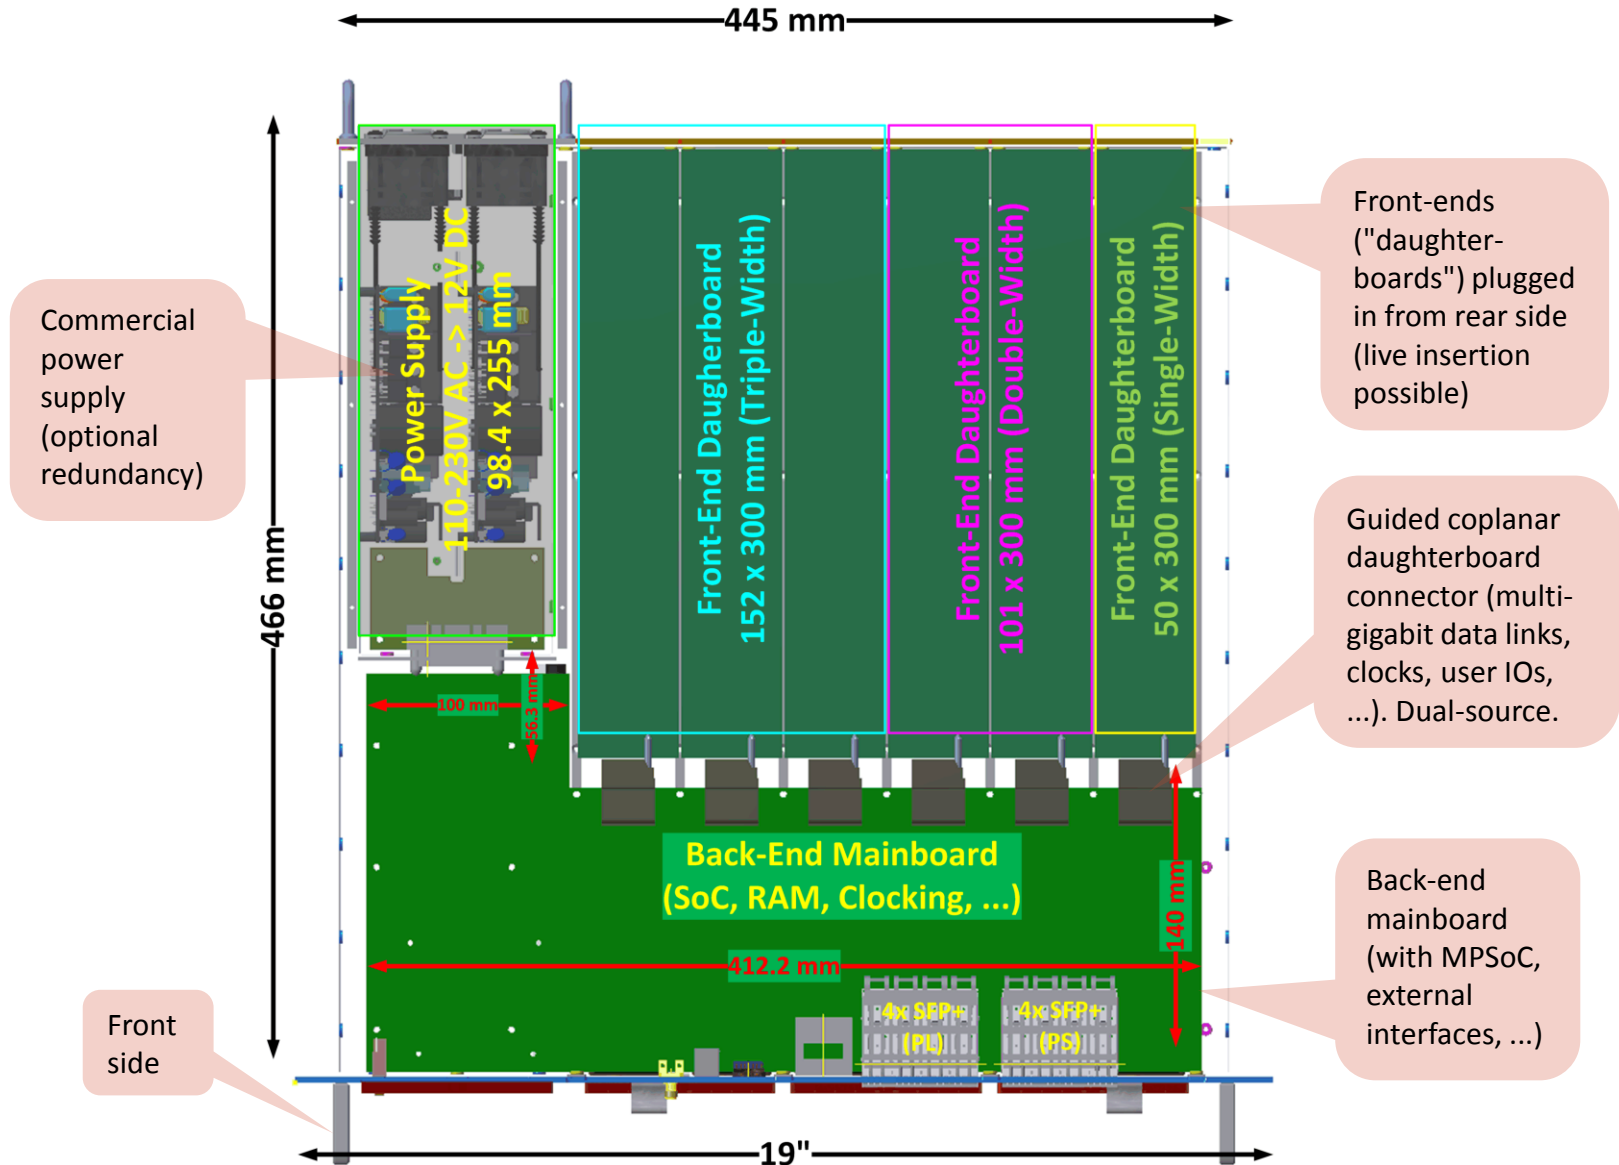 445 mm
466 mm
Power Supply
110-230V AC -> 12V DC
98.4 x 255 mm
Front-End Daugherboard
152 x 300 mm (Triple-Width)
Front-End Daughterboard
101 x 300 mm (Double-Width)
Front-End Daughterboard
50 x 300 mm (Single-Width)
Commercial
power
supply
(optional
redundancy)
Front-ends
("daughter-
boards") plugged
in from rear side
(live insertion
possible)
Guided coplanar
daughterboard
connector (multi-
gigabit data links,
clocks, user IOs,
...). Dual-source.
100 mm
56.3 mm
Back-End Mainboard
(SoC, RAM, Clocking, ...)
140 mm
412.2 mm
4x SFP+
(PL)
4x SFP+
(PS)
Back-end
mainboard
(with MPSoC,
external
interfaces, ...)
Front
side
19"